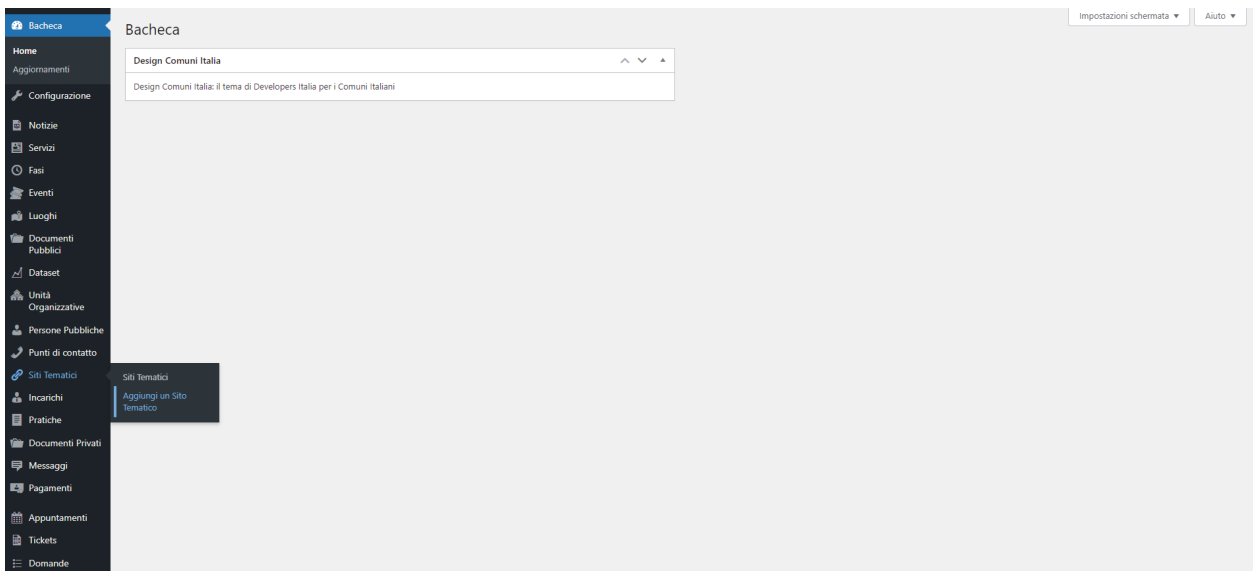 Bacheca
Home
Aggiornamenti
Configurazione
Notizie
Servizi
Fasi
Eventi
Luoghi
Documenti
Pubblici
Dataset
Unità
Organizzative
Persone Pubbliche
Punti di contatto
Siti Tematici
Incarichi
Pratiche
Documenti Privati
Messaggi
Pagamenti
Appuntamenti
Tickets
Domande
Siti Tematici
Aggiungi un Sito
Tematico
Impostazioni schermata ▼
Aiuto ▼
Bacheca
Design Comuni Italia
Design Comuni Italia: il tema di Developers Italia per i Comuni Italiani